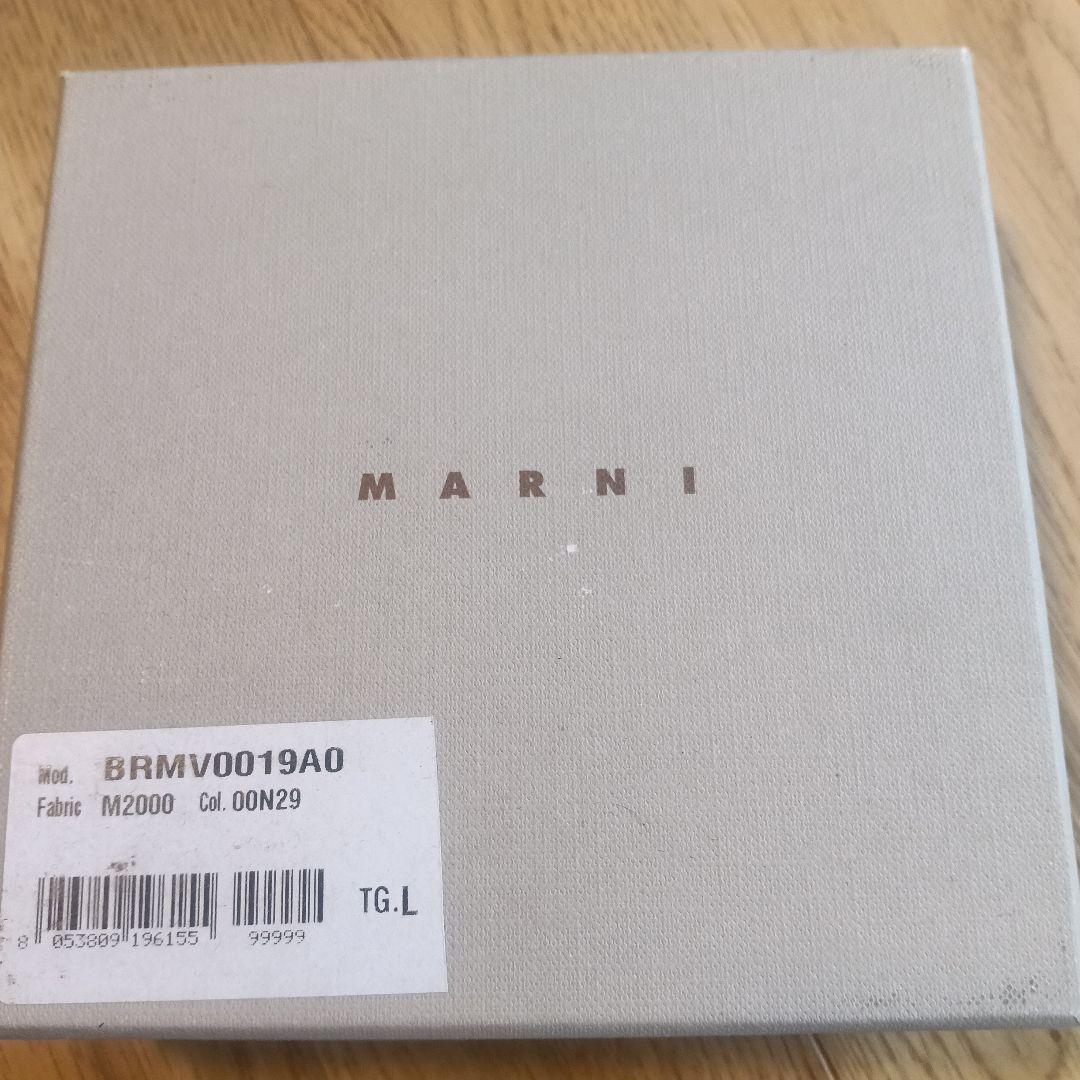 MARNI
Mod. BRMV0019A0
Fabric M2000 Col. 00N29
TG.L
8 053809 196155 99999